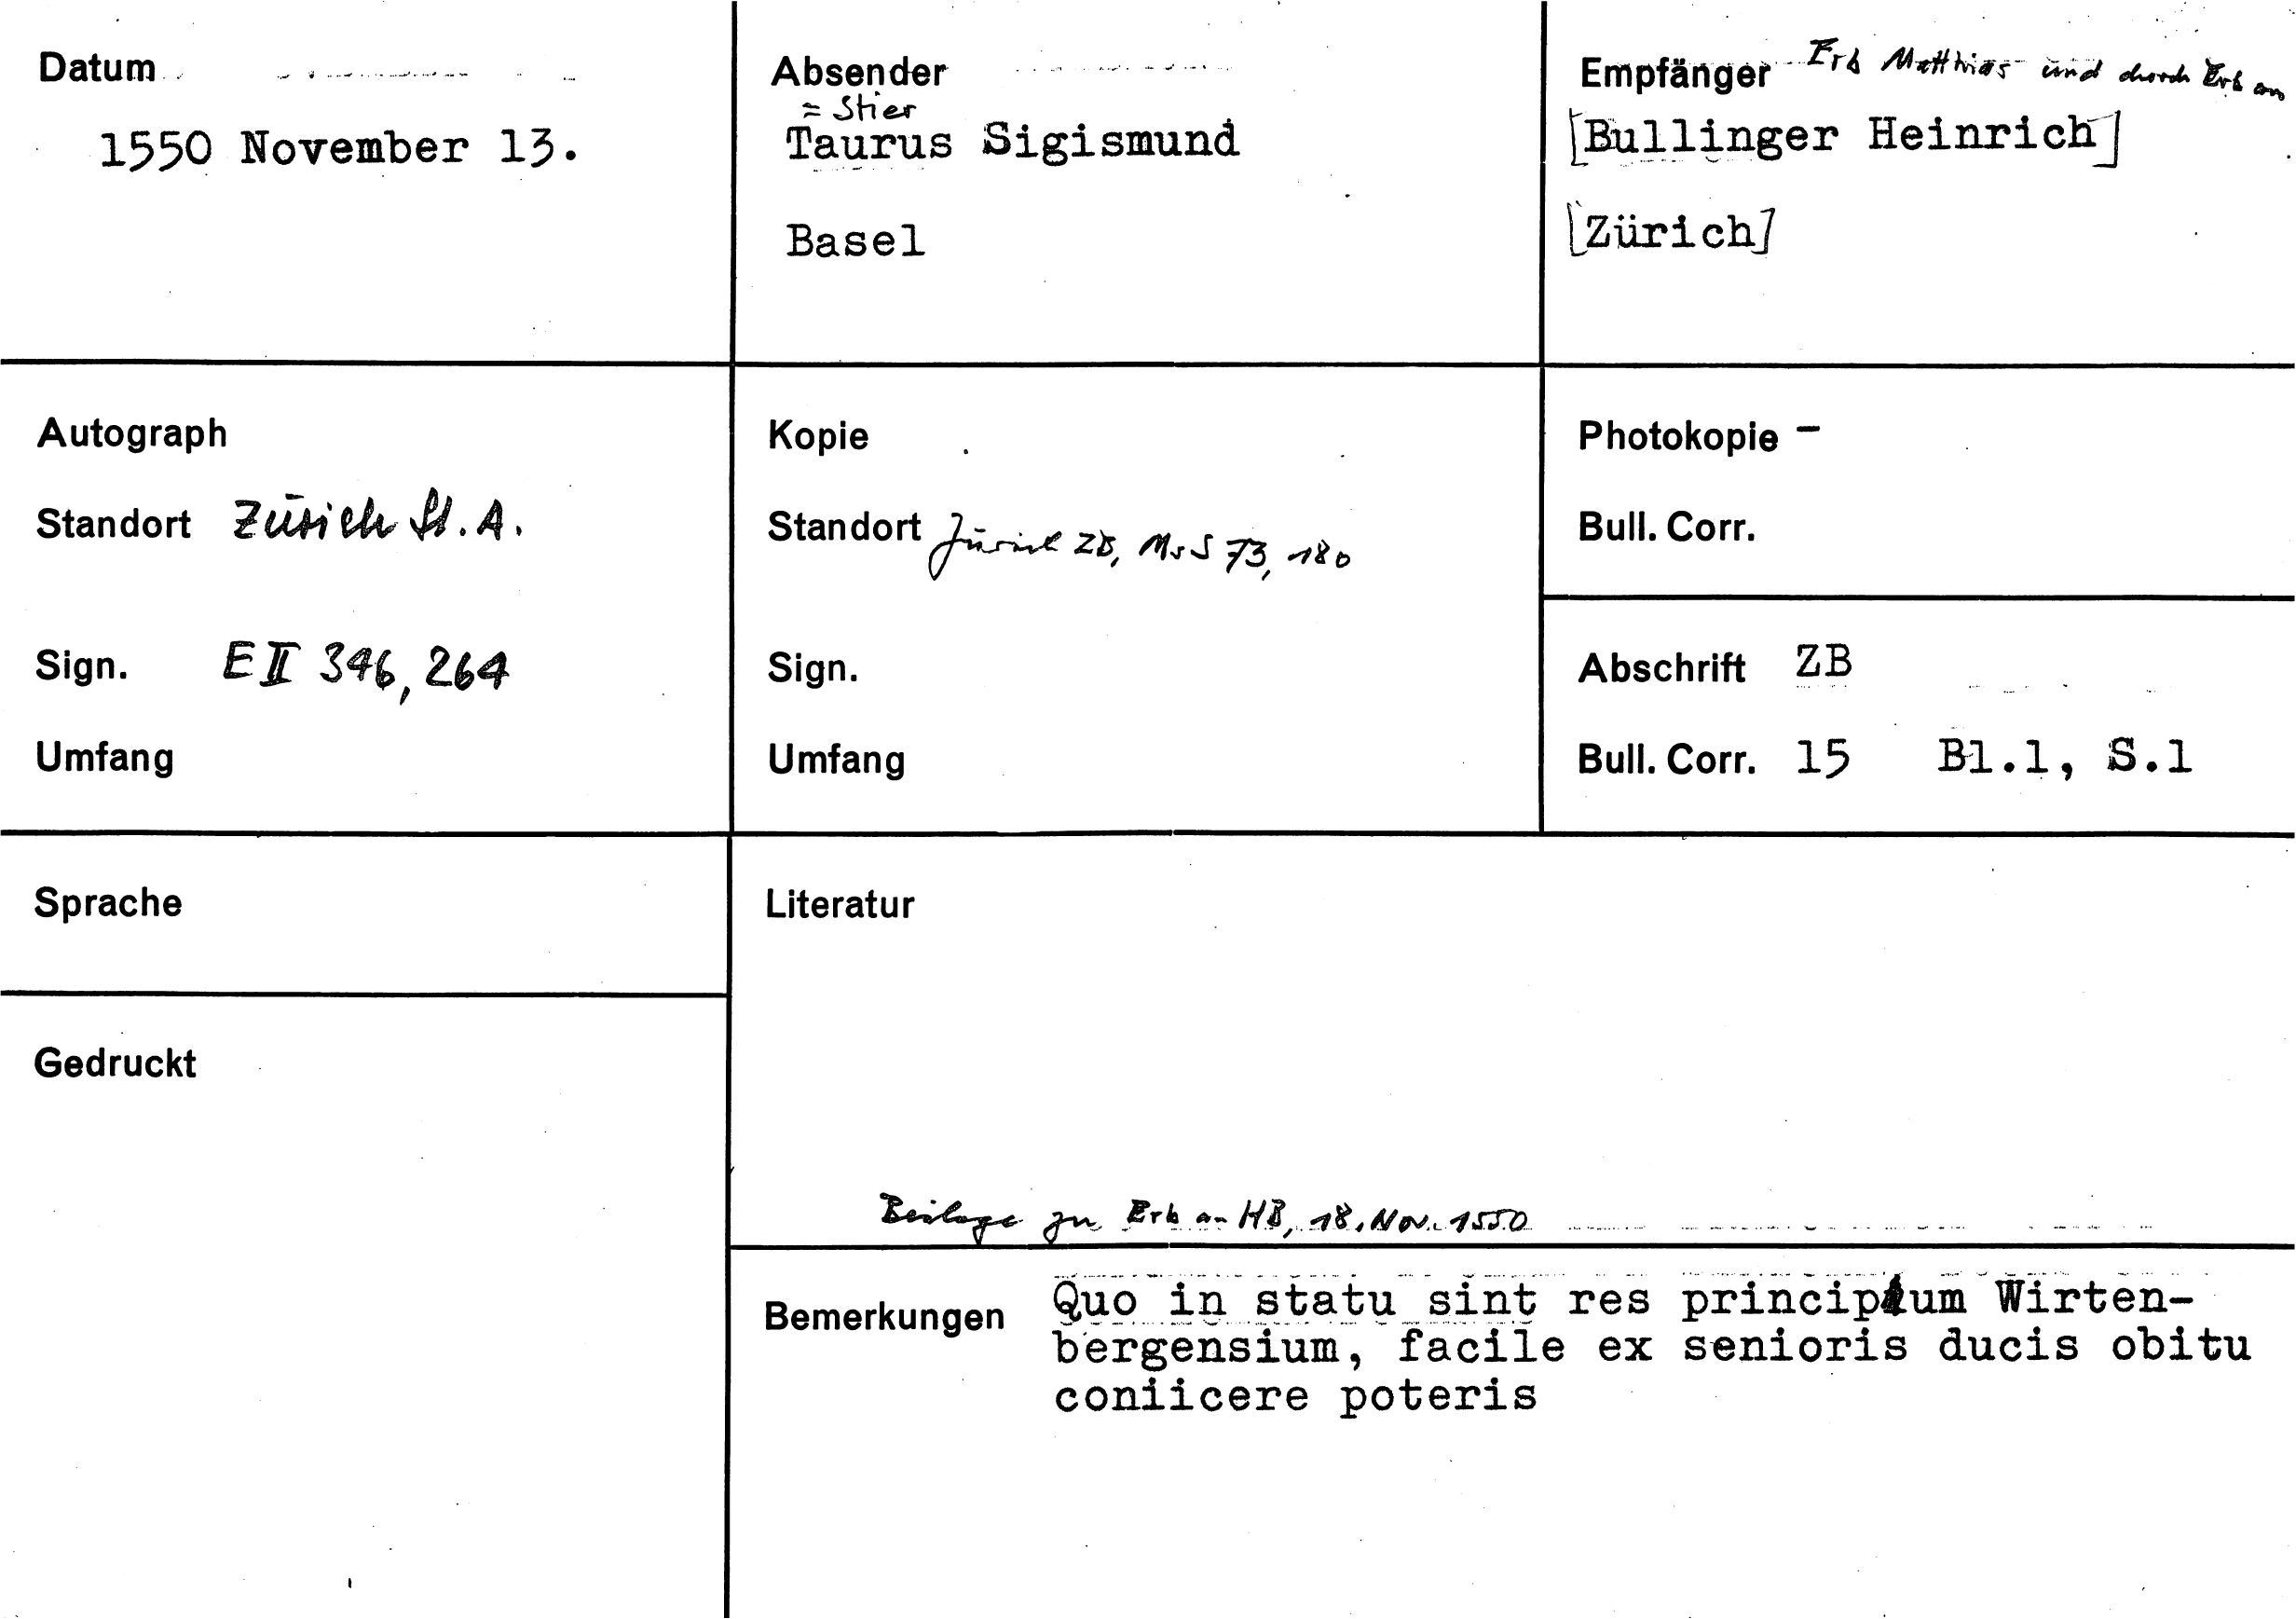 Datum
1550 November 13.
Absender
= Stier
Taurus Sigismund
Basel
Empfänger Erb Matthias und durch Erb an
[Bullinger Heinrich]
[Zürich]
Autograph
Standort Zürich St.A.
Sign. E II 346, 264
Umfang
Kopie
Standort Zürich ZB, Ms S 73, 180
Sign.
Umfang
Photokopie -
Bull. Corr.
Abschrift ZB
Bull. Corr. 15 Bl.1, S.1
Sprache
Gedruckt
Literatur
Beilage zu Erb an HB, 18. Nov. 1550
Bemerkungen Quo in statu sint res principum Wirten-
bergensium, facile ex senioris ducis obitu
coniicere poteris